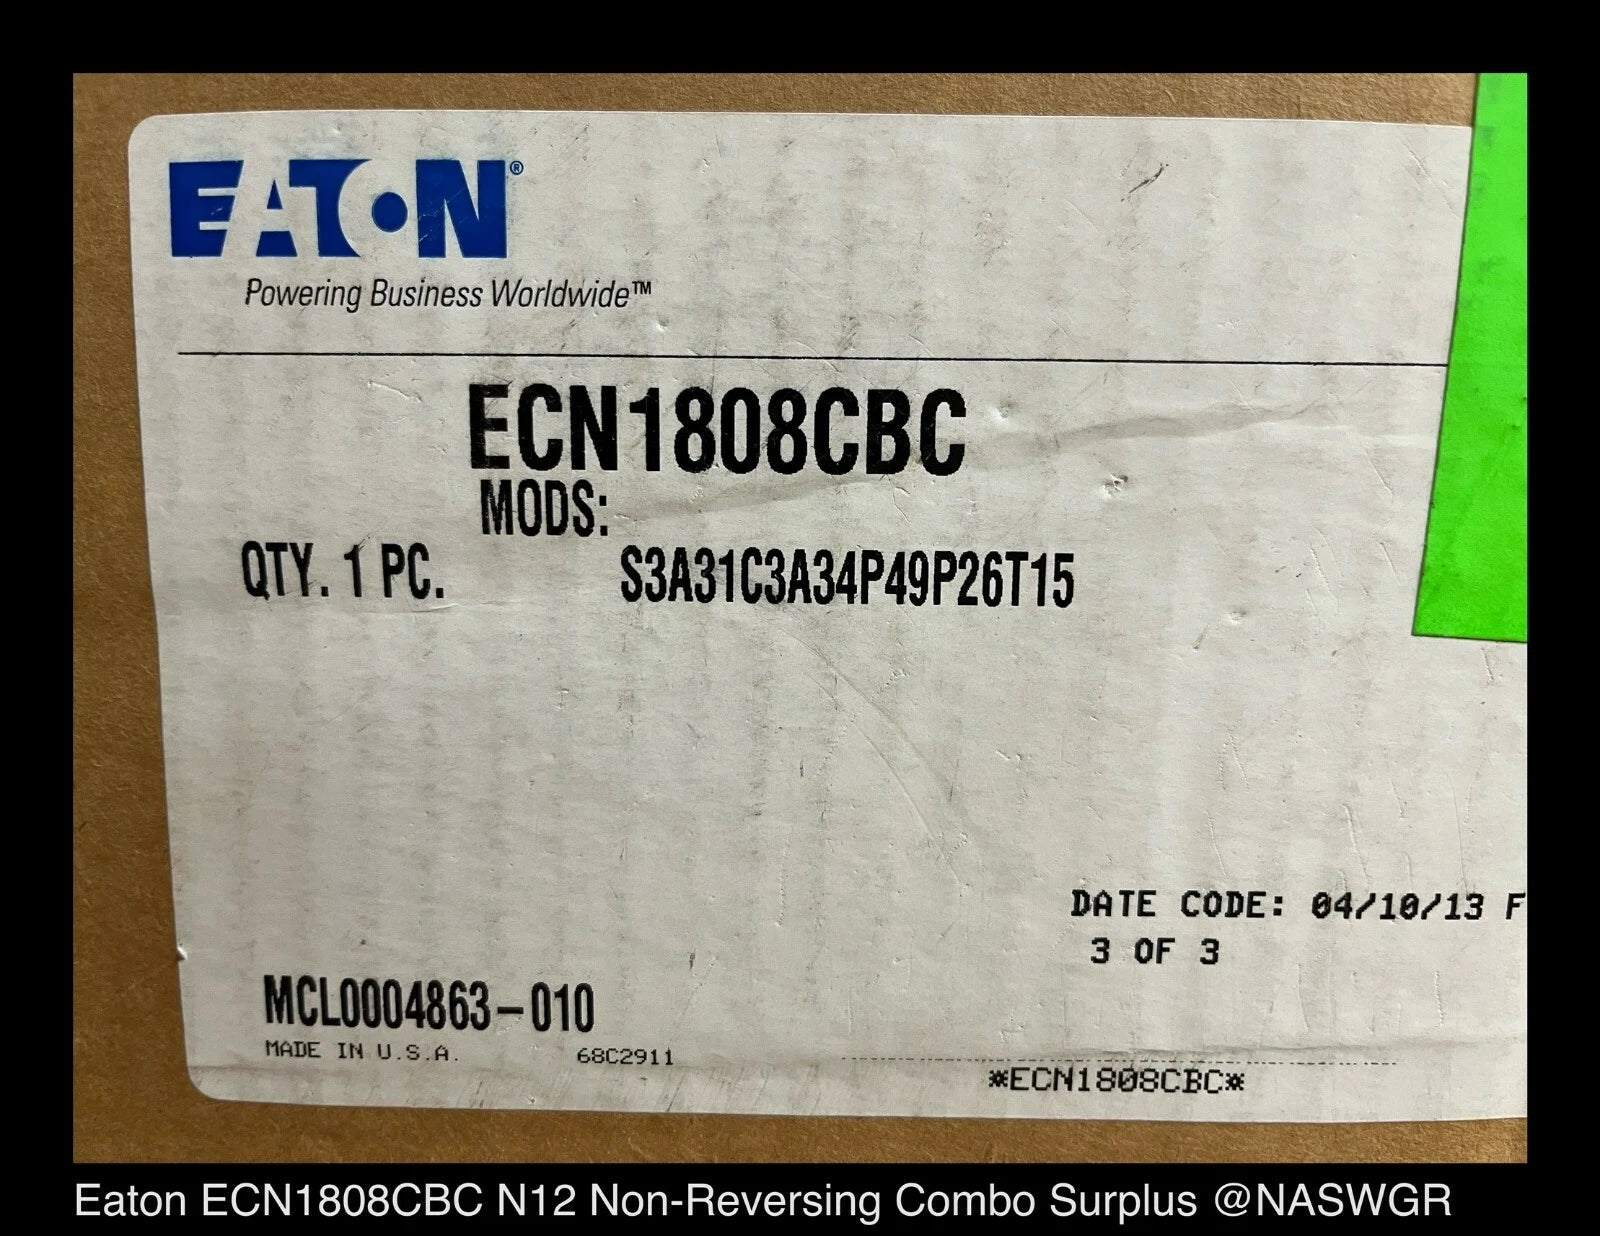 EATON®
Powering Business Worldwide™
ECN1808CBC
MODS:
QTY. 1 PC. S3A31C3A34P49P26T15
DATE CODE: 04/10/13 F
3 OF 3
MCL0004863-010
MADE IN U.S.A. 68C2911
*ECN1808CBC*
Eaton ECN1808CBC N12 Non-Reversing Combo Surplus @NASWGR